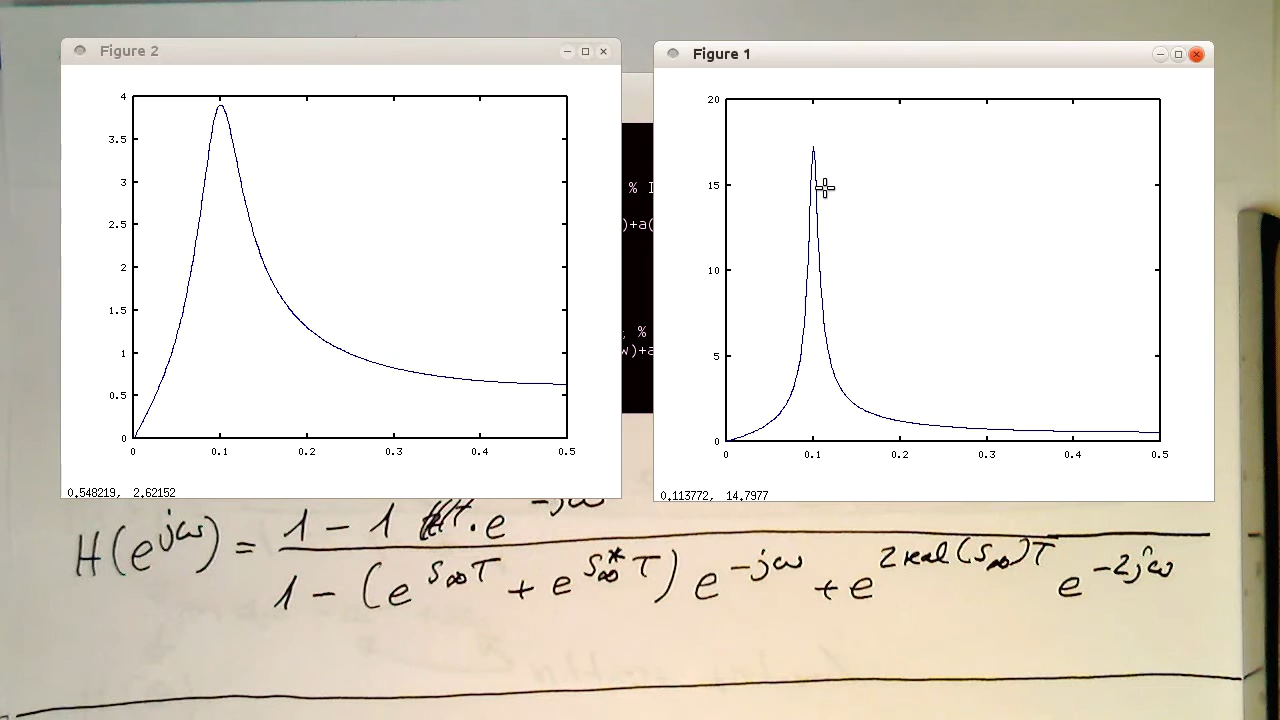 Figure 2
4
3.5
3
2.5
2
1.5
1
0.5
0
0 0.1 0.2 0.3 0.4 0.5
0.548219, 2.62152
% I
)+a(
; %
w)+a
Figure 1
20
15
10
5
0
0 0.1 0.2 0.3 0.4 0.5
0.113772, 14.7977
1 - 1 · e^{-jω}
H(e^{jω}) =
1 - (e^{s_∞T} + e^{s_∞^*T}) e^{-jω} + e^{2real(s_∞)T} e^{-2jω}